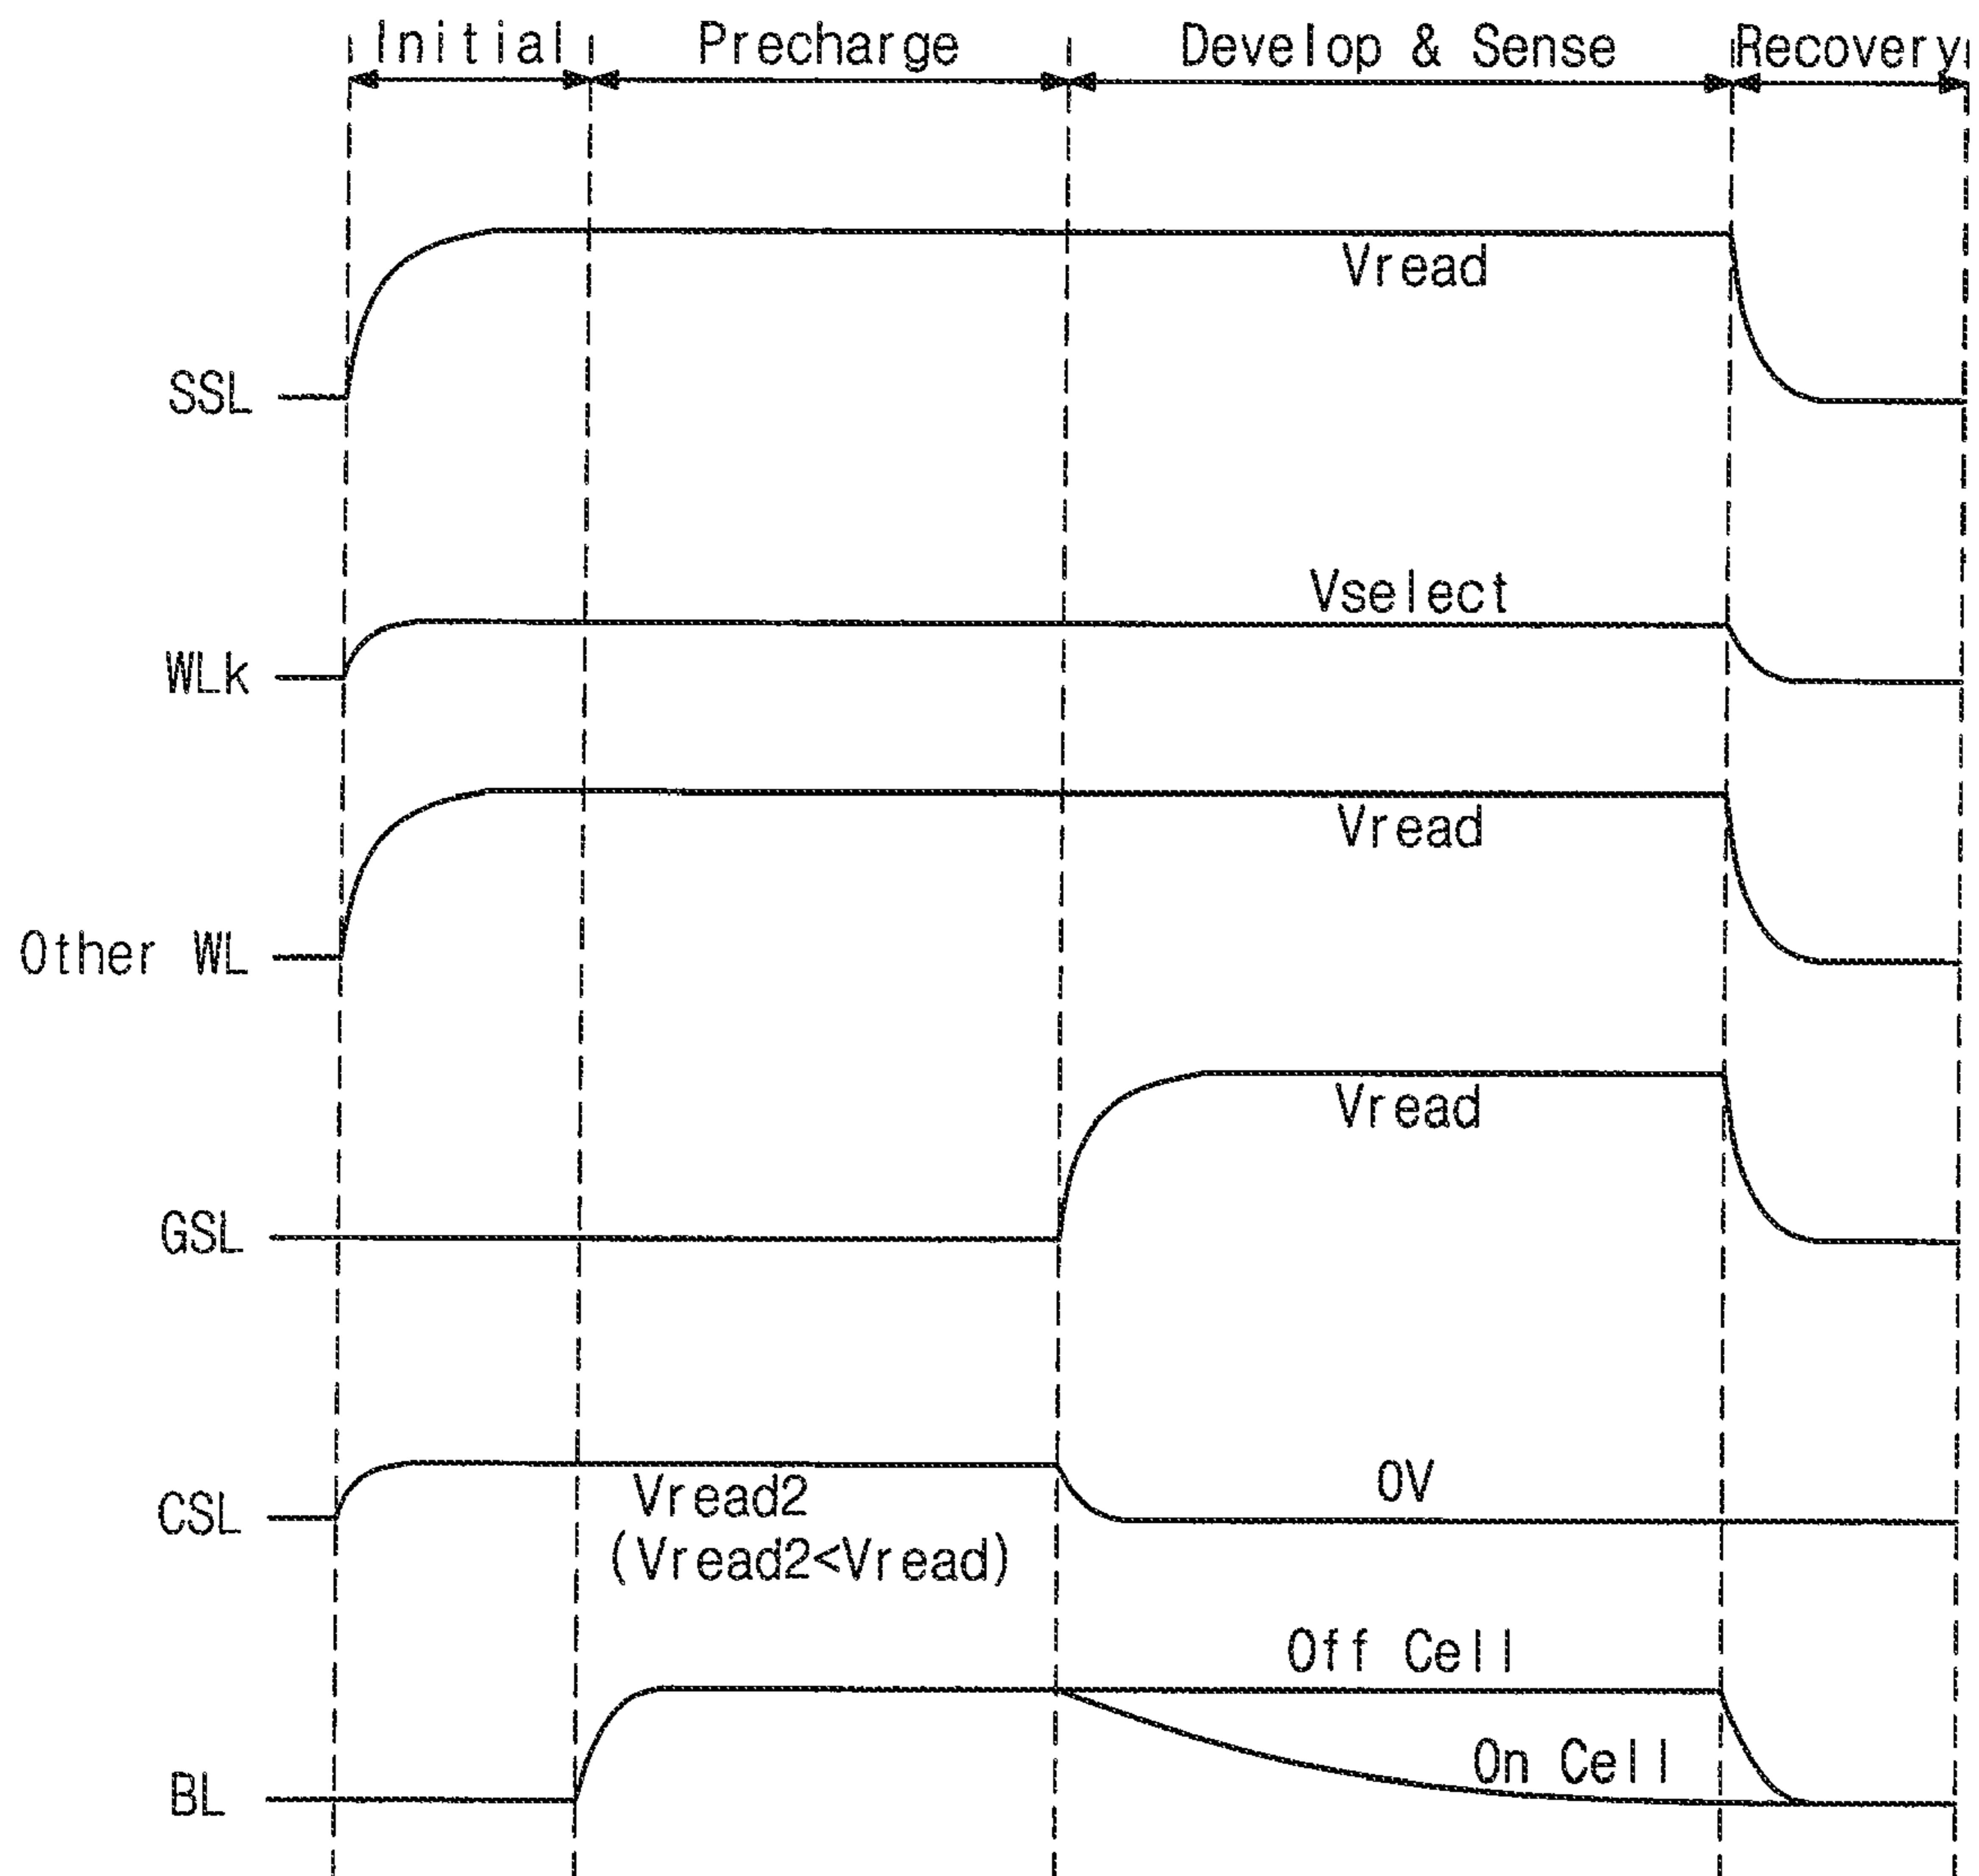 Initial Precharge Develop & Sense Recovery
Vread
SSL
Vselect
WLk
Vread
Other WL
Vread
GSL
0V
Vread2
CSL
(Vread2<Vread)
Off Cell
On Cell
BL